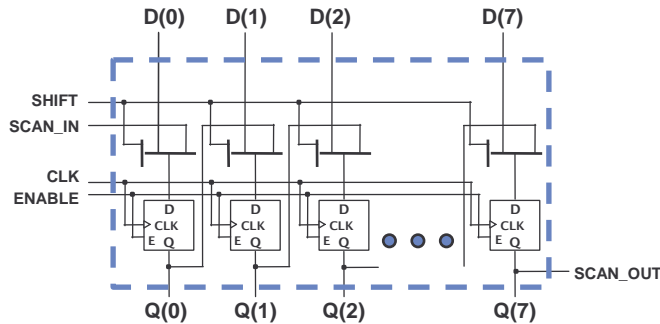 D(0) D(1) D(2) D(7)
SHIFT
SCAN_IN
CLK
ENABLE
D D D D
CLK CLK CLK CLK
E Q E Q E Q E Q
SCAN_OUT
Q(0) Q(1) Q(2) Q(7)